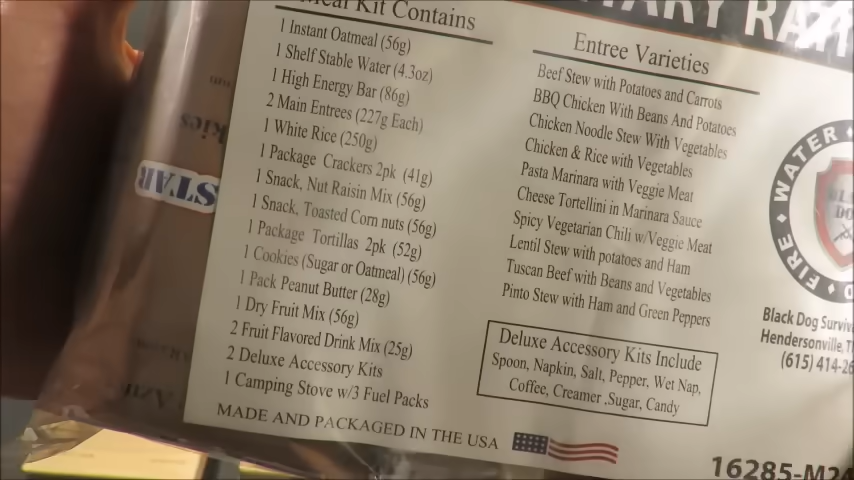 Meal Kit Contains
1 Instant Oatmeal (56g)
1 Shelf Stable Water (4.3oz)
1 High Energy Bar (86g)
2 Main Entrees (227g Each)
1 White Rice (250g)
1 Package Crackers 2pk (41g)
1 Snack, Nut Raisin Mix (56g)
1 Snack, Toasted Corn nuts (56g)
1 Package Tortillas 2pk (52g)
1 Cookies (Sugar or Oatmeal) (56g)
1 Pack Peanut Butter (28g)
1 Dry Fruit Mix (56g)
2 Fruit Flavored Drink Mix (25g)
2 Deluxe Accessory Kits
1 Camping Stove w/3 Fuel Packs
MADE AND PACKAGED IN THE USA
Entree Varieties
Beef Stew with Potatoes and Carrots
BBQ Chicken With Beans And Potatoes
Chicken Noodle Stew With Vegetables
Chicken & Rice with Vegetables
Pasta Marinara with Veggie Meat
Cheese Tortellini in Marinara Sauce
Spicy Vegetarian Chili w/Veggie Meat
Lentil Stew with potatoes and Ham
Tuscan Beef with Beans and Vegetables
Pinto Stew with Ham and Green Peppers
Deluxe Accessory Kits Include
Spoon, Napkin, Salt, Pepper, Wet Nap,
Coffee, Creamer ,Sugar, Candy
WATER
FIRE
Black Dog Surviv
Hendersonville, T
(615) 414-26
16285-M2
STAR